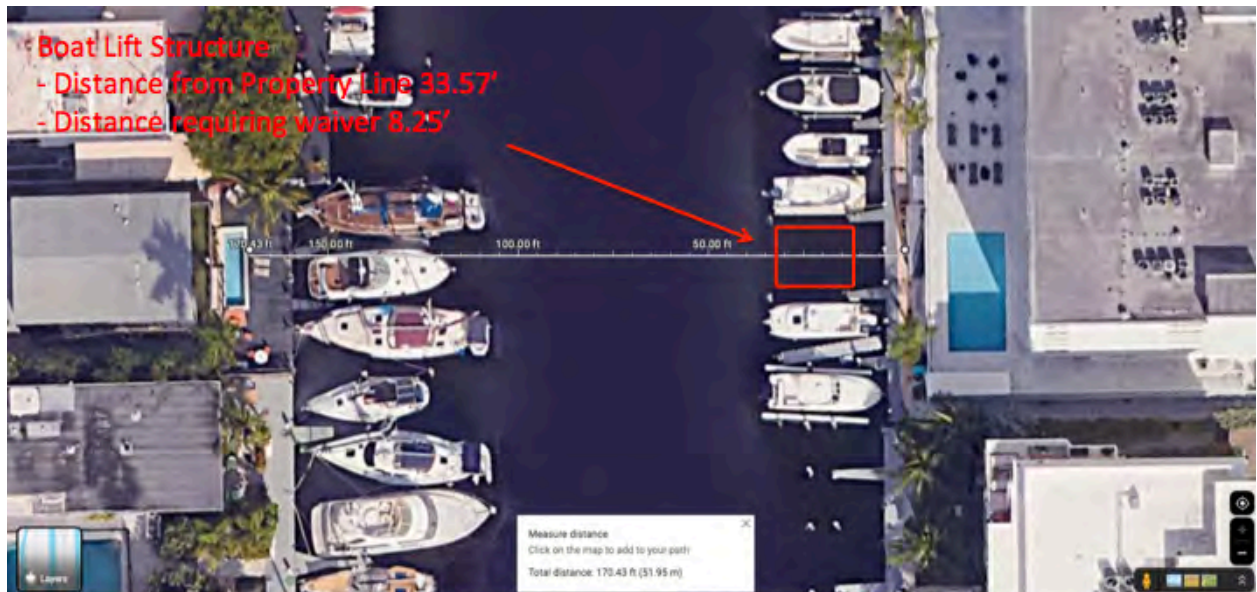 Boat Lift Structure
- Distance from Property Line 33.57’
- Distance requiring waiver 8.25’
170.43 ft
150.00 ft
100.00 ft
50.00 ft
Measure distance
Click on the map to add to your path
Total distance: 170.43 ft (51.95 m)
Layers